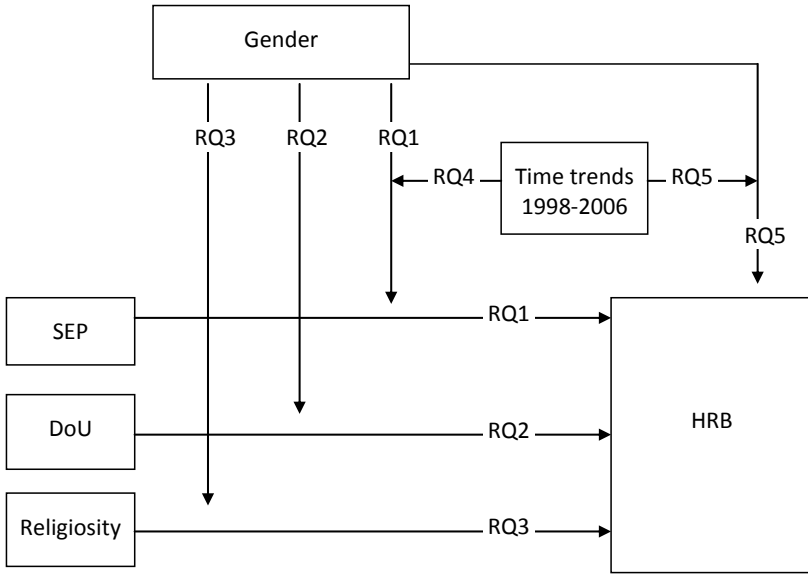 Gender
RQ3
RQ2
RQ1
RQ4
Time trends
1998-2006
RQ5
RQ5
SEP
RQ1
DoU
RQ2
HRB
Religiosity
RQ3